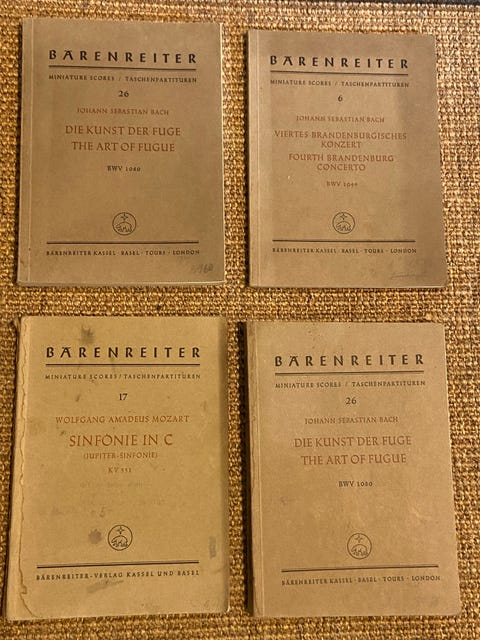 BÄRENREITER
MINIATURE SCORES / TASCHENPARTITUREN
26
JOHANN SEBASTIAN BACH
DIE KUNST DER FUGE
THE ART OF FUGUE
BWV 1080
BÄRENREITER KASSEL · BASEL · TOURS · LONDON
BÄRENREITER
MINIATURE SCORES / TASCHENPARTITUREN
6
JOHANN SEBASTIAN BACH
VIERTES BRANDENBURGISCHES
KONZERT
FOURTH BRANDENBURG
CONCERTO
BWV 1049
BÄRENREITER KASSEL · BASEL · TOURS · LONDON
BÄRENREITER
MINIATURE SCORES / TASCHENPARTITUREN
17
WOLFGANG AMADEUS MOZART
SINFONIE IN C
(JUPITER-SINFONIE)
KV 551
BÄRENREITER-VERLAG KASSEL UND BASEL
BÄRENREITER
MINIATURE SCORES / TASCHENPARTITUREN
26
JOHANN SEBASTIAN BACH
DIE KUNST DER FUGE
THE ART OF FUGUE
BWV 1080
BÄRENREITER KASSEL · BASEL · TOURS · LONDON